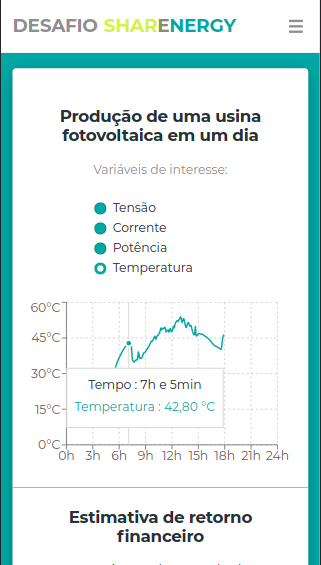 DESAFIO SHARENERGY
Produção de uma usina
fotovoltaica em um dia
Variáveis de interesse:
Tensão
Corrente
Potência
Temperatura
60°C
45°C
30°C
15°C
0°C
Tempo : 7h e 5min
Temperatura : 42,80 °C
0h 3h 6h 9h 12h 15h 18h 21h 24h
Estimativa de retorno
financeiro